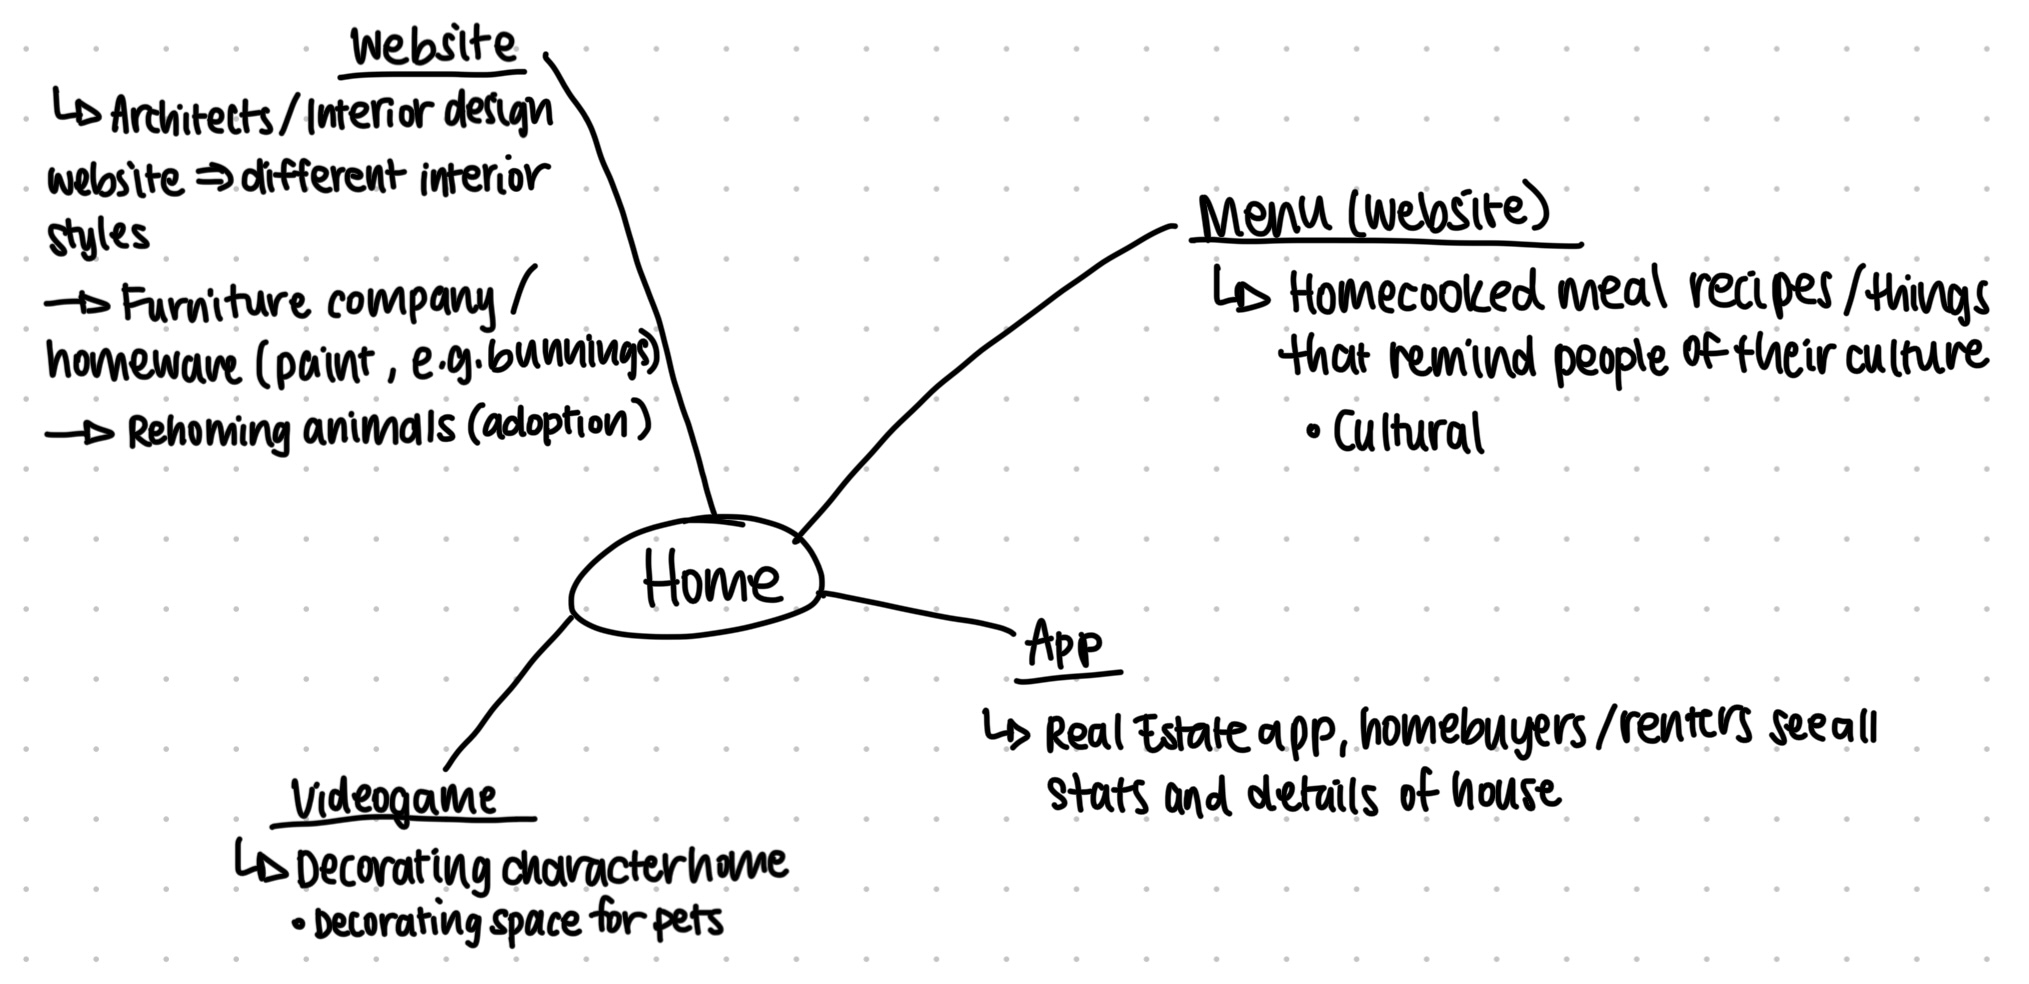 Website
↳ Architects/Interior design
website ⇒ different interior
styles
→ Furniture company /
homeware (paint, e.g. bunnings)
→ Rehoming animals (adoption)
Menu (Website)
↳ Homecooked meal recipes/things
that remind people of their culture
• Cultural
Home
App
↳ Real Estate app, homebuyers/renters see all
stats and details of house
Videogame
↳ Decorating character home
• Decorating space for pets